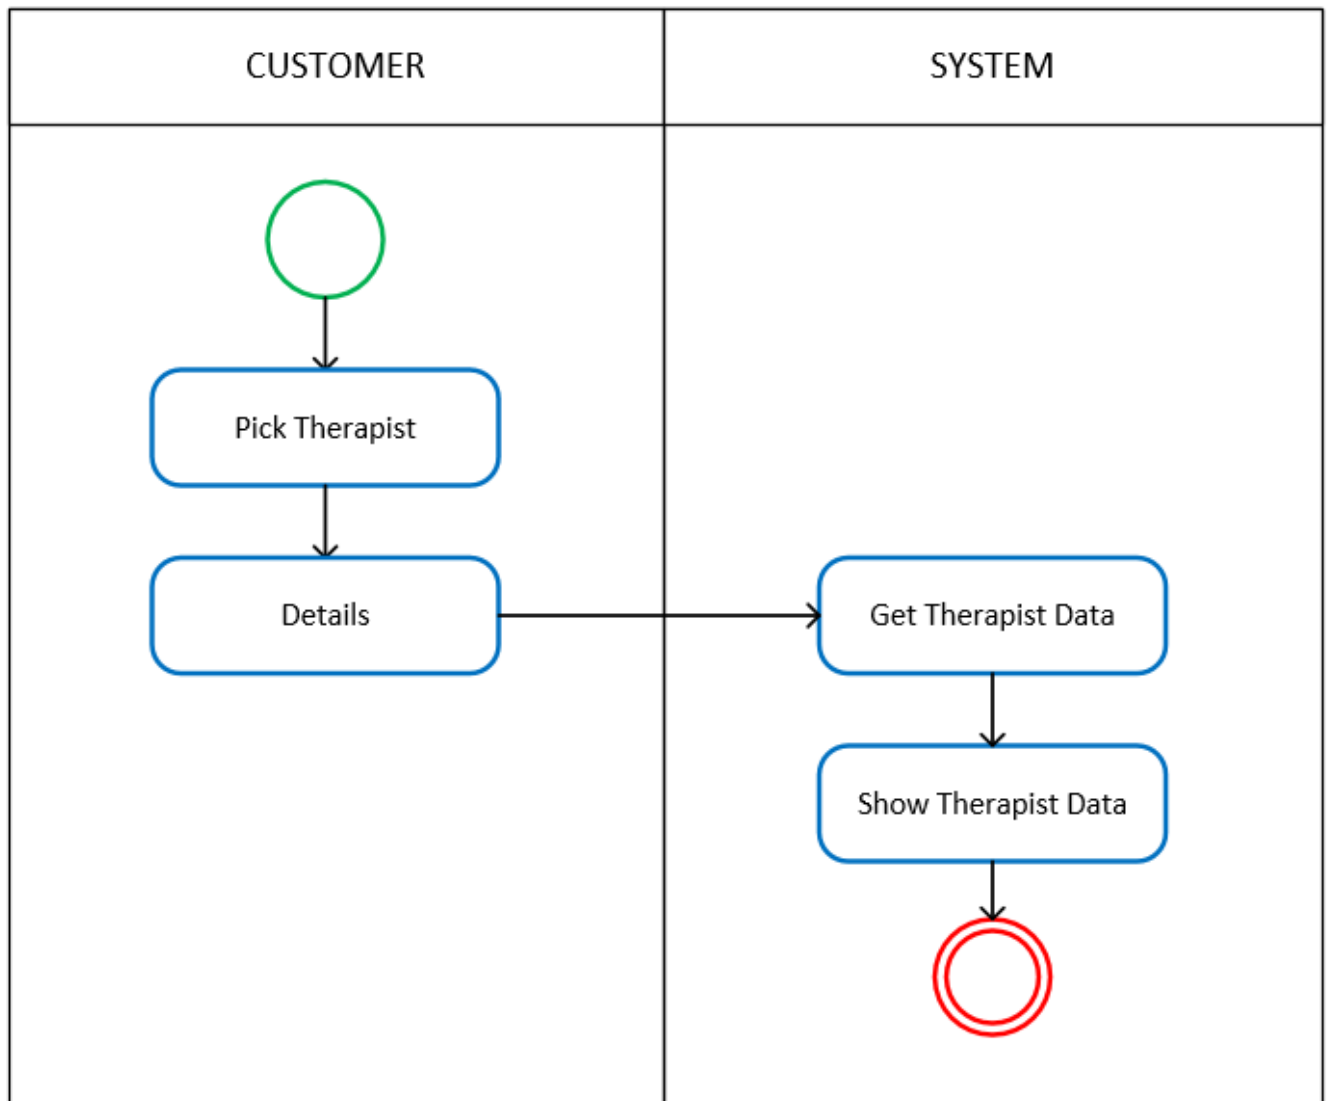 CUSTOMER
SYSTEM
Pick Therapist
Details
Get Therapist Data
Show Therapist Data